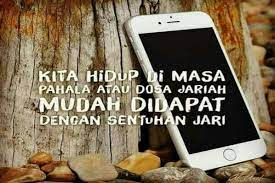 KITA HiDUP Di MASA
PAHALA ATAU DOSA JARIAH
MUDAH DIDAPAT
DENGAN SENTUHAN JARI